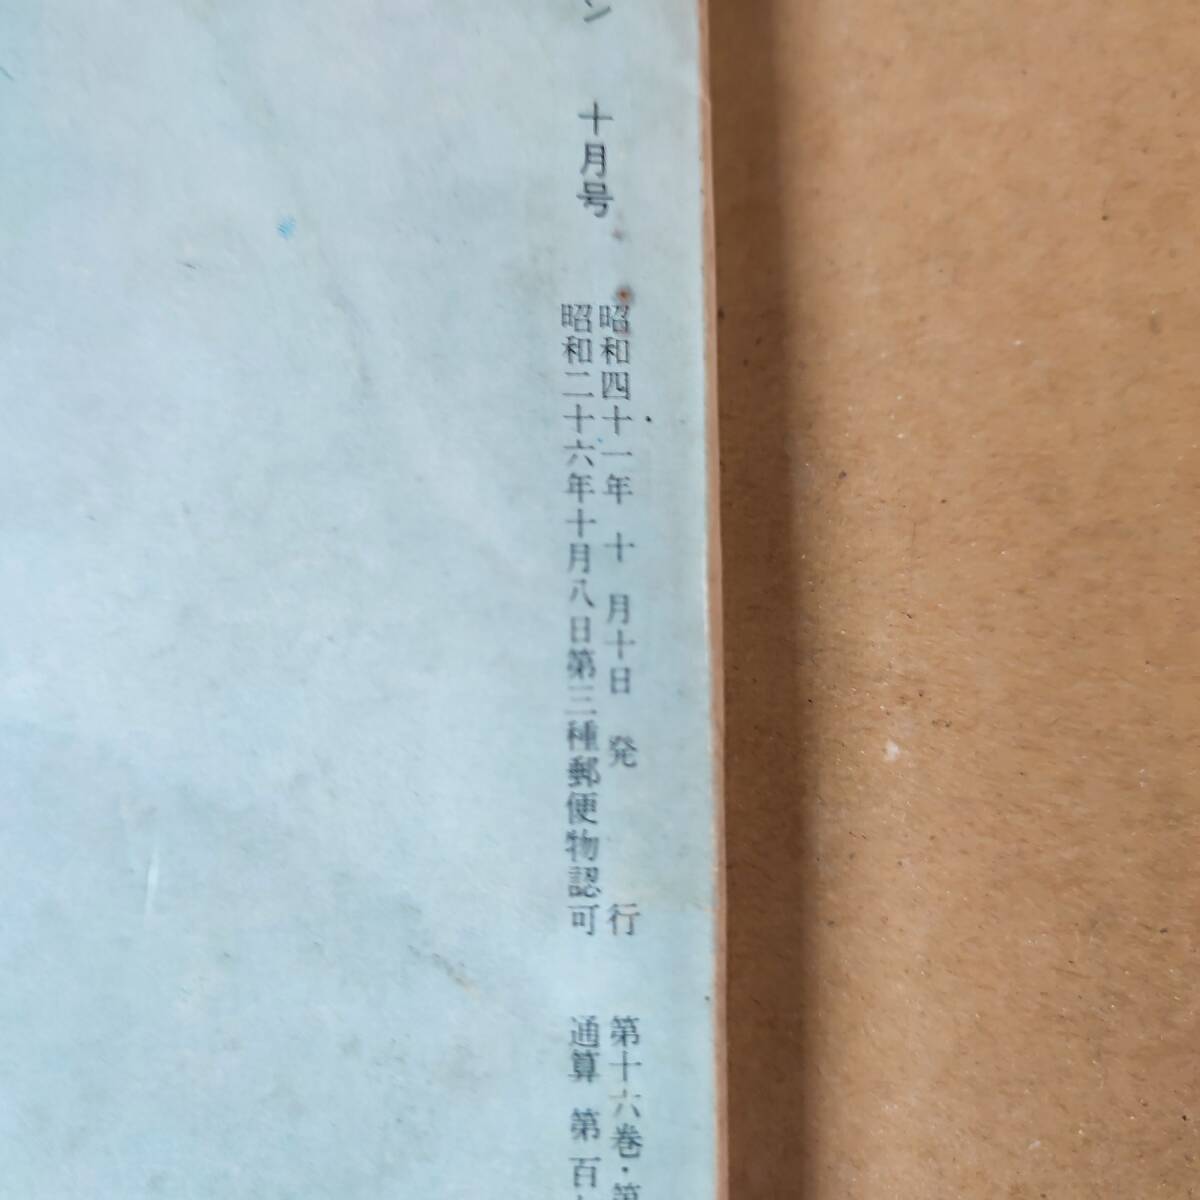 ン 十月号
昭和四十一年 十 月十日 発 行
昭和二十六年十月八日第三種郵便物認可
第十六巻・第
通算 第百